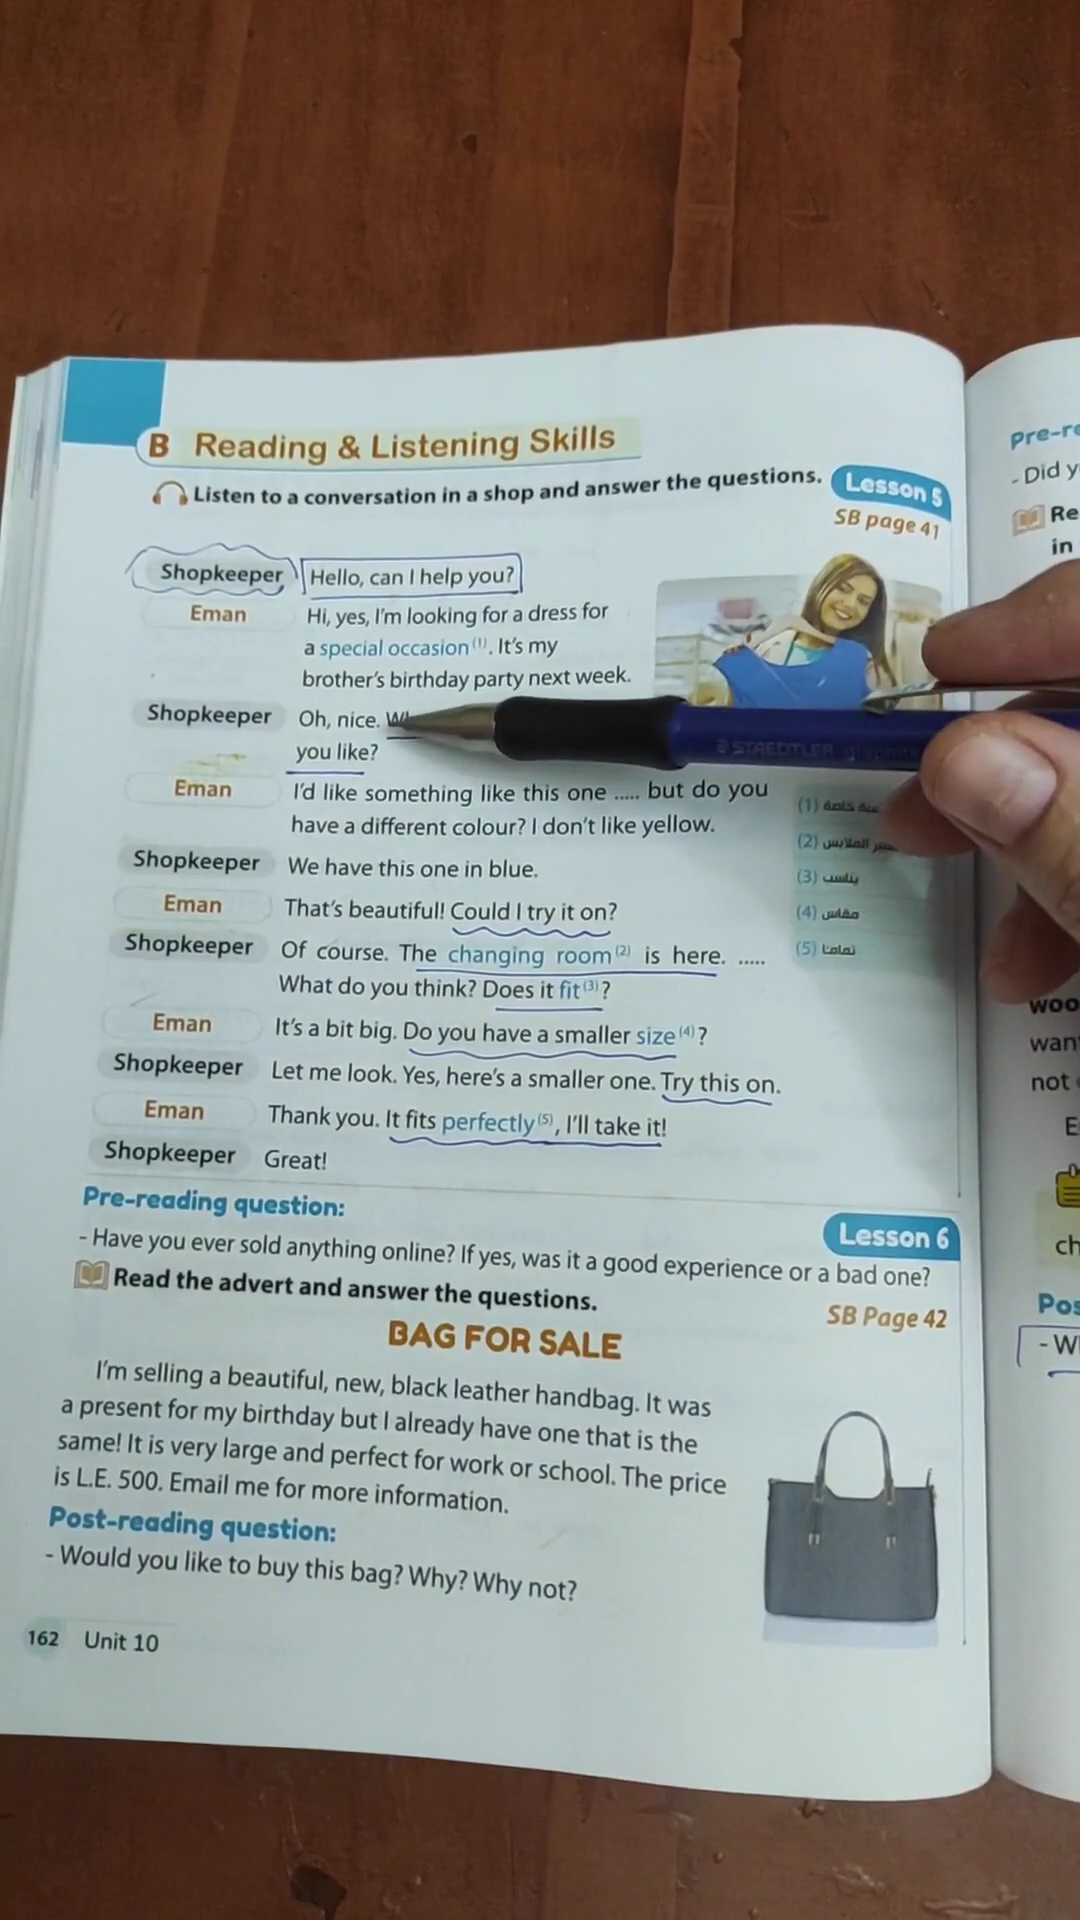 B Reading & Listening Skills
Listen to a conversation in a shop and answer the questions.
Lesson 5
SB page 41
Shopkeeper Hello, can I help you?
Eman Hi, yes, I'm looking for a dress for
a special occasion (1). It's my
brother's birthday party next week.
Shopkeeper Oh, nice.
you like?
Eman I'd like something like this one ..... but do you
have a different colour? I don't like yellow.
Shopkeeper We have this one in blue.
Eman That's beautiful! Could I try it on?
Shopkeeper Of course. The changing room (2) is here. .....
What do you think? Does it fit (3)?
Eman It's a bit big. Do you have a smaller size (4)?
Shopkeeper Let me look. Yes, here's a smaller one. Try this on.
Eman Thank you. It fits perfectly (5), I'll take it!
Shopkeeper Great!
(1)
(2) الملابس
(3) يناسب
(4) مقاس
(5) تمامًا
STAEDTLER
Pre-reading question:
Lesson 6
- Have you ever sold anything online? If yes, was it a good experience or a bad one?
Read the advert and answer the questions.
SB Page 42
BAG FOR SALE
I'm selling a beautiful, new, black leather handbag. It was
a present for my birthday but I already have one that is the
same! It is very large and perfect for work or school. The price
is L.E. 500. Email me for more information.
Post-reading question:
- Would you like to buy this bag? Why? Why not?
162 Unit 10
Pre-re
- Did y
Re
in
woo
wan
not
E
ch
Pos
- W